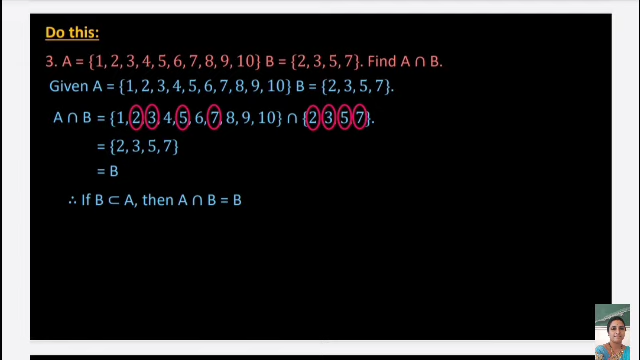 Do this:
3. A = {1, 2, 3, 4, 5, 6, 7, 8, 9, 10} B = {2, 3, 5, 7}. Find A ∩ B.
Given A = {1, 2, 3, 4, 5, 6, 7, 8, 9, 10} B = {2, 3, 5, 7}.
A ∩ B = {1, 2, 3, 4, 5, 6, 7, 8, 9, 10} ∩ {2, 3, 5, 7}.
= {2, 3, 5, 7}
= B
∴ If B ⊂ A, then A ∩ B = B